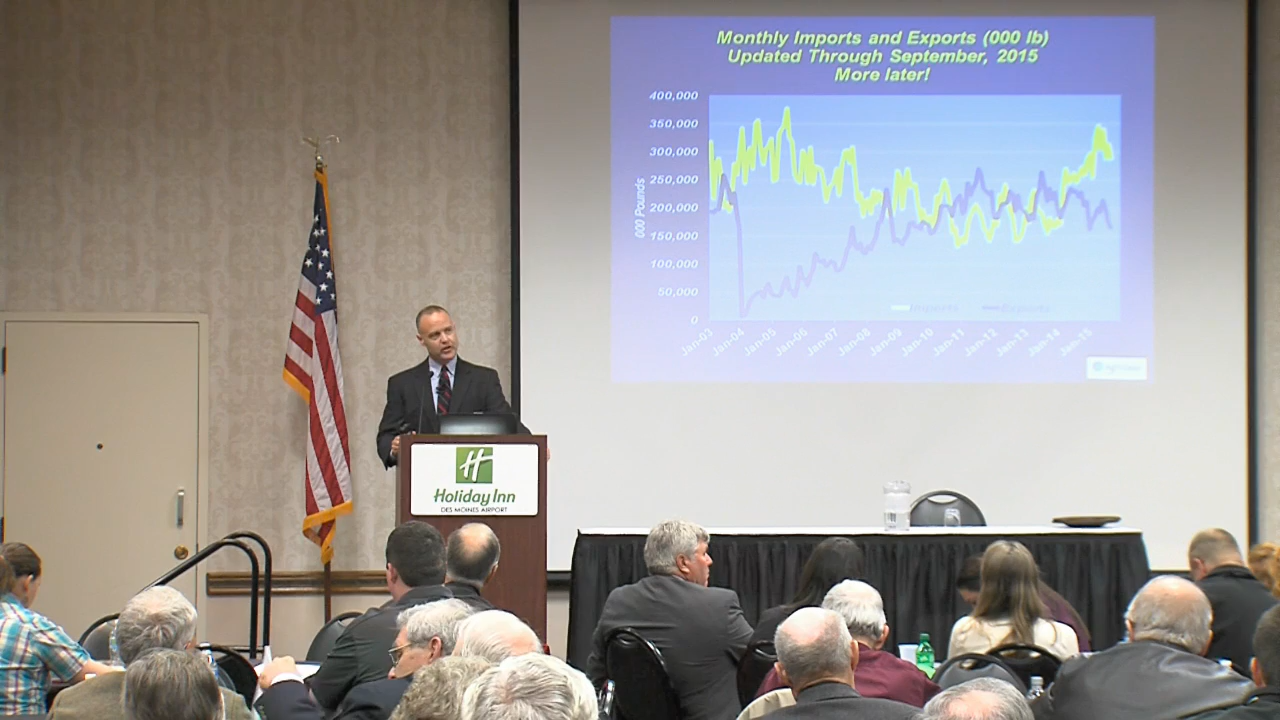 Monthly Imports and Exports (000 lb)
Updated Through September, 2015
More later!
400,000
350,000
300,000
250,000
200,000
150,000
100,000
50,000
0
000 Pounds
Jan-03
Jan-04
Jan-05
Jan-06
Jan-07
Jan-08
Jan-09
Jan-10
Jan-11
Jan-12
Jan-13
Jan-14
Jan-15
Imports
Exports
H
Holiday Inn
DES MOINES AIRPORT